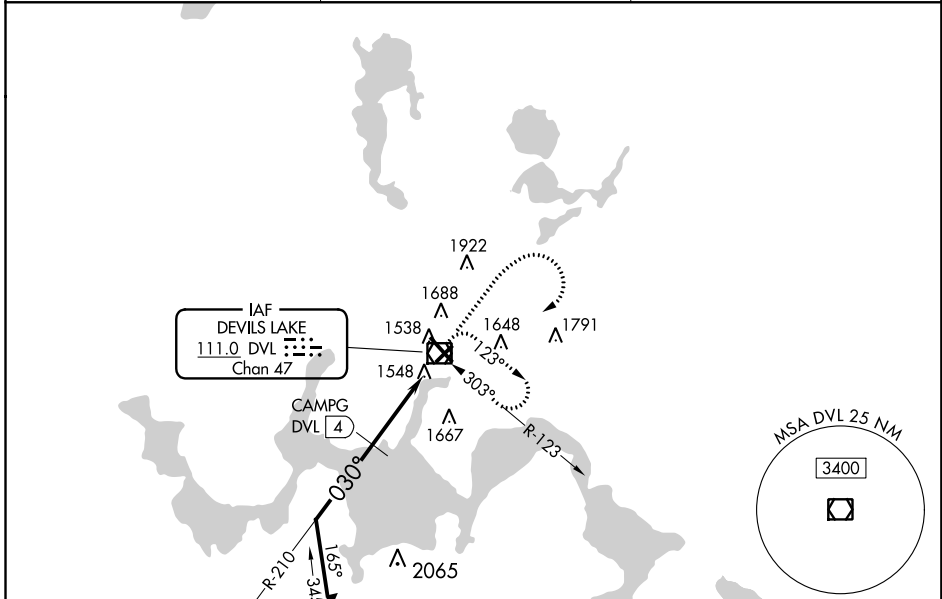 1922
1688
1538
1648
1791
IAF
DEVILS LAKE
111.0 DVL
Chan 47
1548
123°
303°
CAMPG
DVL 4
1667
R-123
MSA DVL 25 NM
3400
030°
R-210
165°
2065